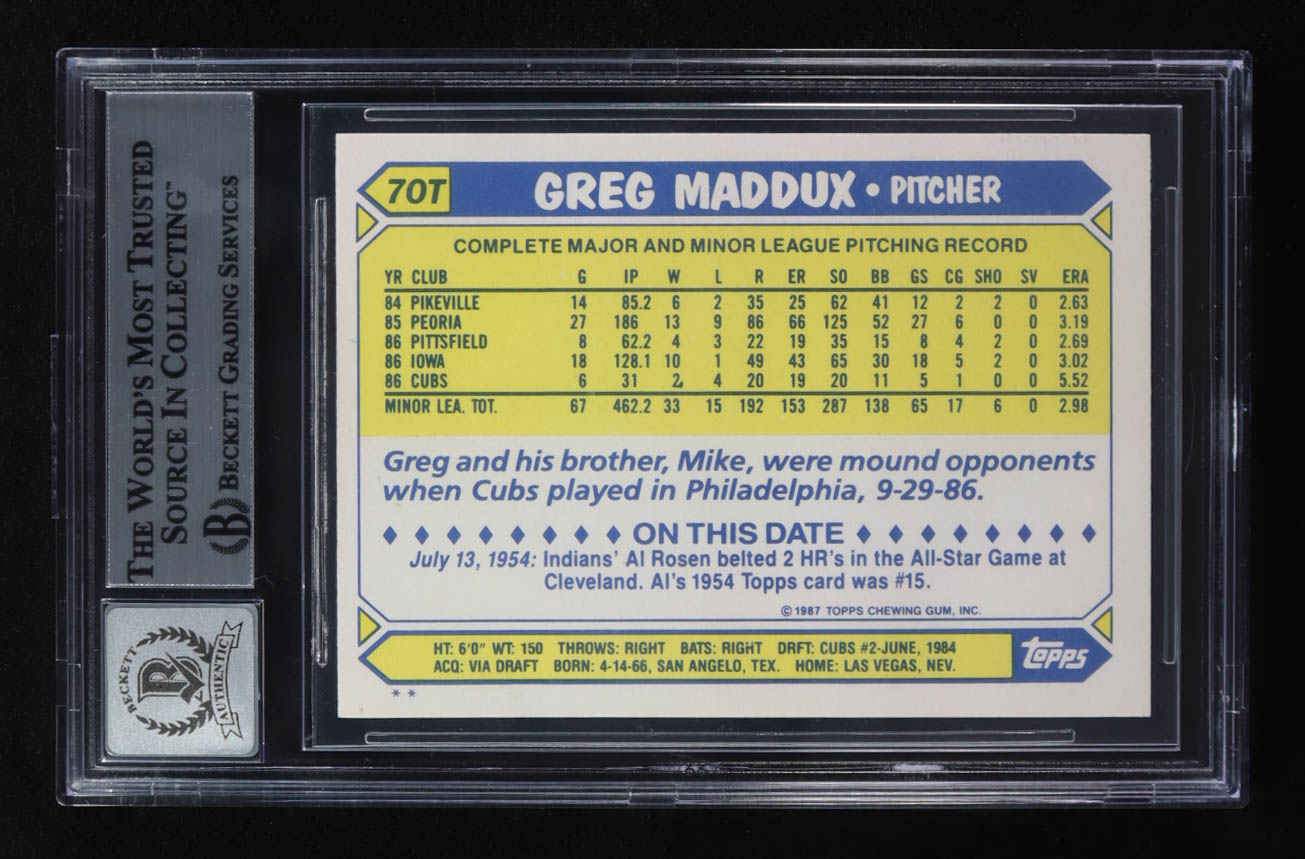 THE WORLD'S MOST TRUSTED
SOURCE IN COLLECTING™
B BECKETT GRADING SERVICES
BECKETT
B
AUTHENTIC
70T GREG MADDUX • PITCHER
COMPLETE MAJOR AND MINOR LEAGUE PITCHING RECORD
YR CLUB G IP W L R ER SO BB GS CG SHO SV ERA
84 PIKEVILLE 14 85.2 6 2 35 25 62 41 12 2 2 0 2.63
85 PEORIA 27 186 13 9 86 66 125 52 27 6 0 0 3.19
86 PITTSFIELD 8 62.2 4 3 22 19 35 15 8 4 2 0 2.69
86 IOWA 18 128.1 10 1 49 43 65 30 18 5 2 0 3.02
86 CUBS 6 31 2 4 20 19 20 11 5 1 0 0 5.52
MINOR LEA. TOT. 67 462.2 33 15 192 153 287 138 65 17 6 0 2.98
Greg and his brother, Mike, were mound opponents
when Cubs played in Philadelphia, 9-29-86.
♦ ♦ ♦ ♦ ♦ ♦ ♦ ♦ ON THIS DATE ♦ ♦ ♦ ♦ ♦ ♦ ♦ ♦
July 13, 1954: Indians' Al Rosen belted 2 HR's in the All-Star Game at
Cleveland. Al's 1954 Topps card was #15.
© 1987 TOPPS CHEWING GUM, INC.
HT: 6'0" WT: 150 THROWS: RIGHT BATS: RIGHT DRFT: CUBS #2-JUNE, 1984
ACQ: VIA DRAFT BORN: 4-14-66, SAN ANGELO, TEX. HOME: LAS VEGAS, NEV.
topps
* *